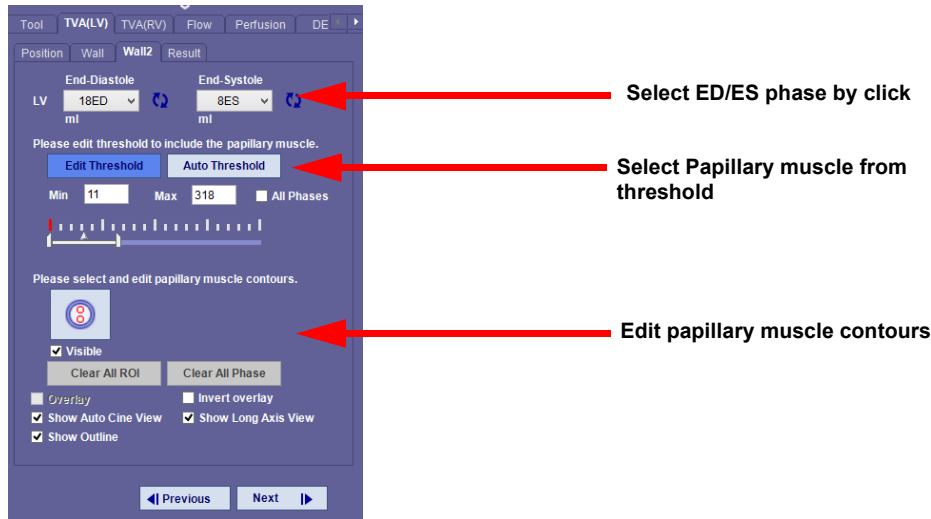 Tool TVA(LV) TVA(RV) Flow Perfusion DE
Position Wall Wall2 Result
End-Diastole End-Systole
LV 18ED 8ES
ml ml
Select ED/ES phase by click
Please edit threshold to include the papillary muscle.
Edit Threshold Auto Threshold
Select Papillary muscle from
threshold
Min 11 Max 318 All Phases
Please select and edit papillary muscle contours.
Edit papillary muscle contours
Visible
Clear All ROI Clear All Phase
Overlay Invert overlay
Show Auto Cine View Show Long Axis View
Show Outline
Previous Next